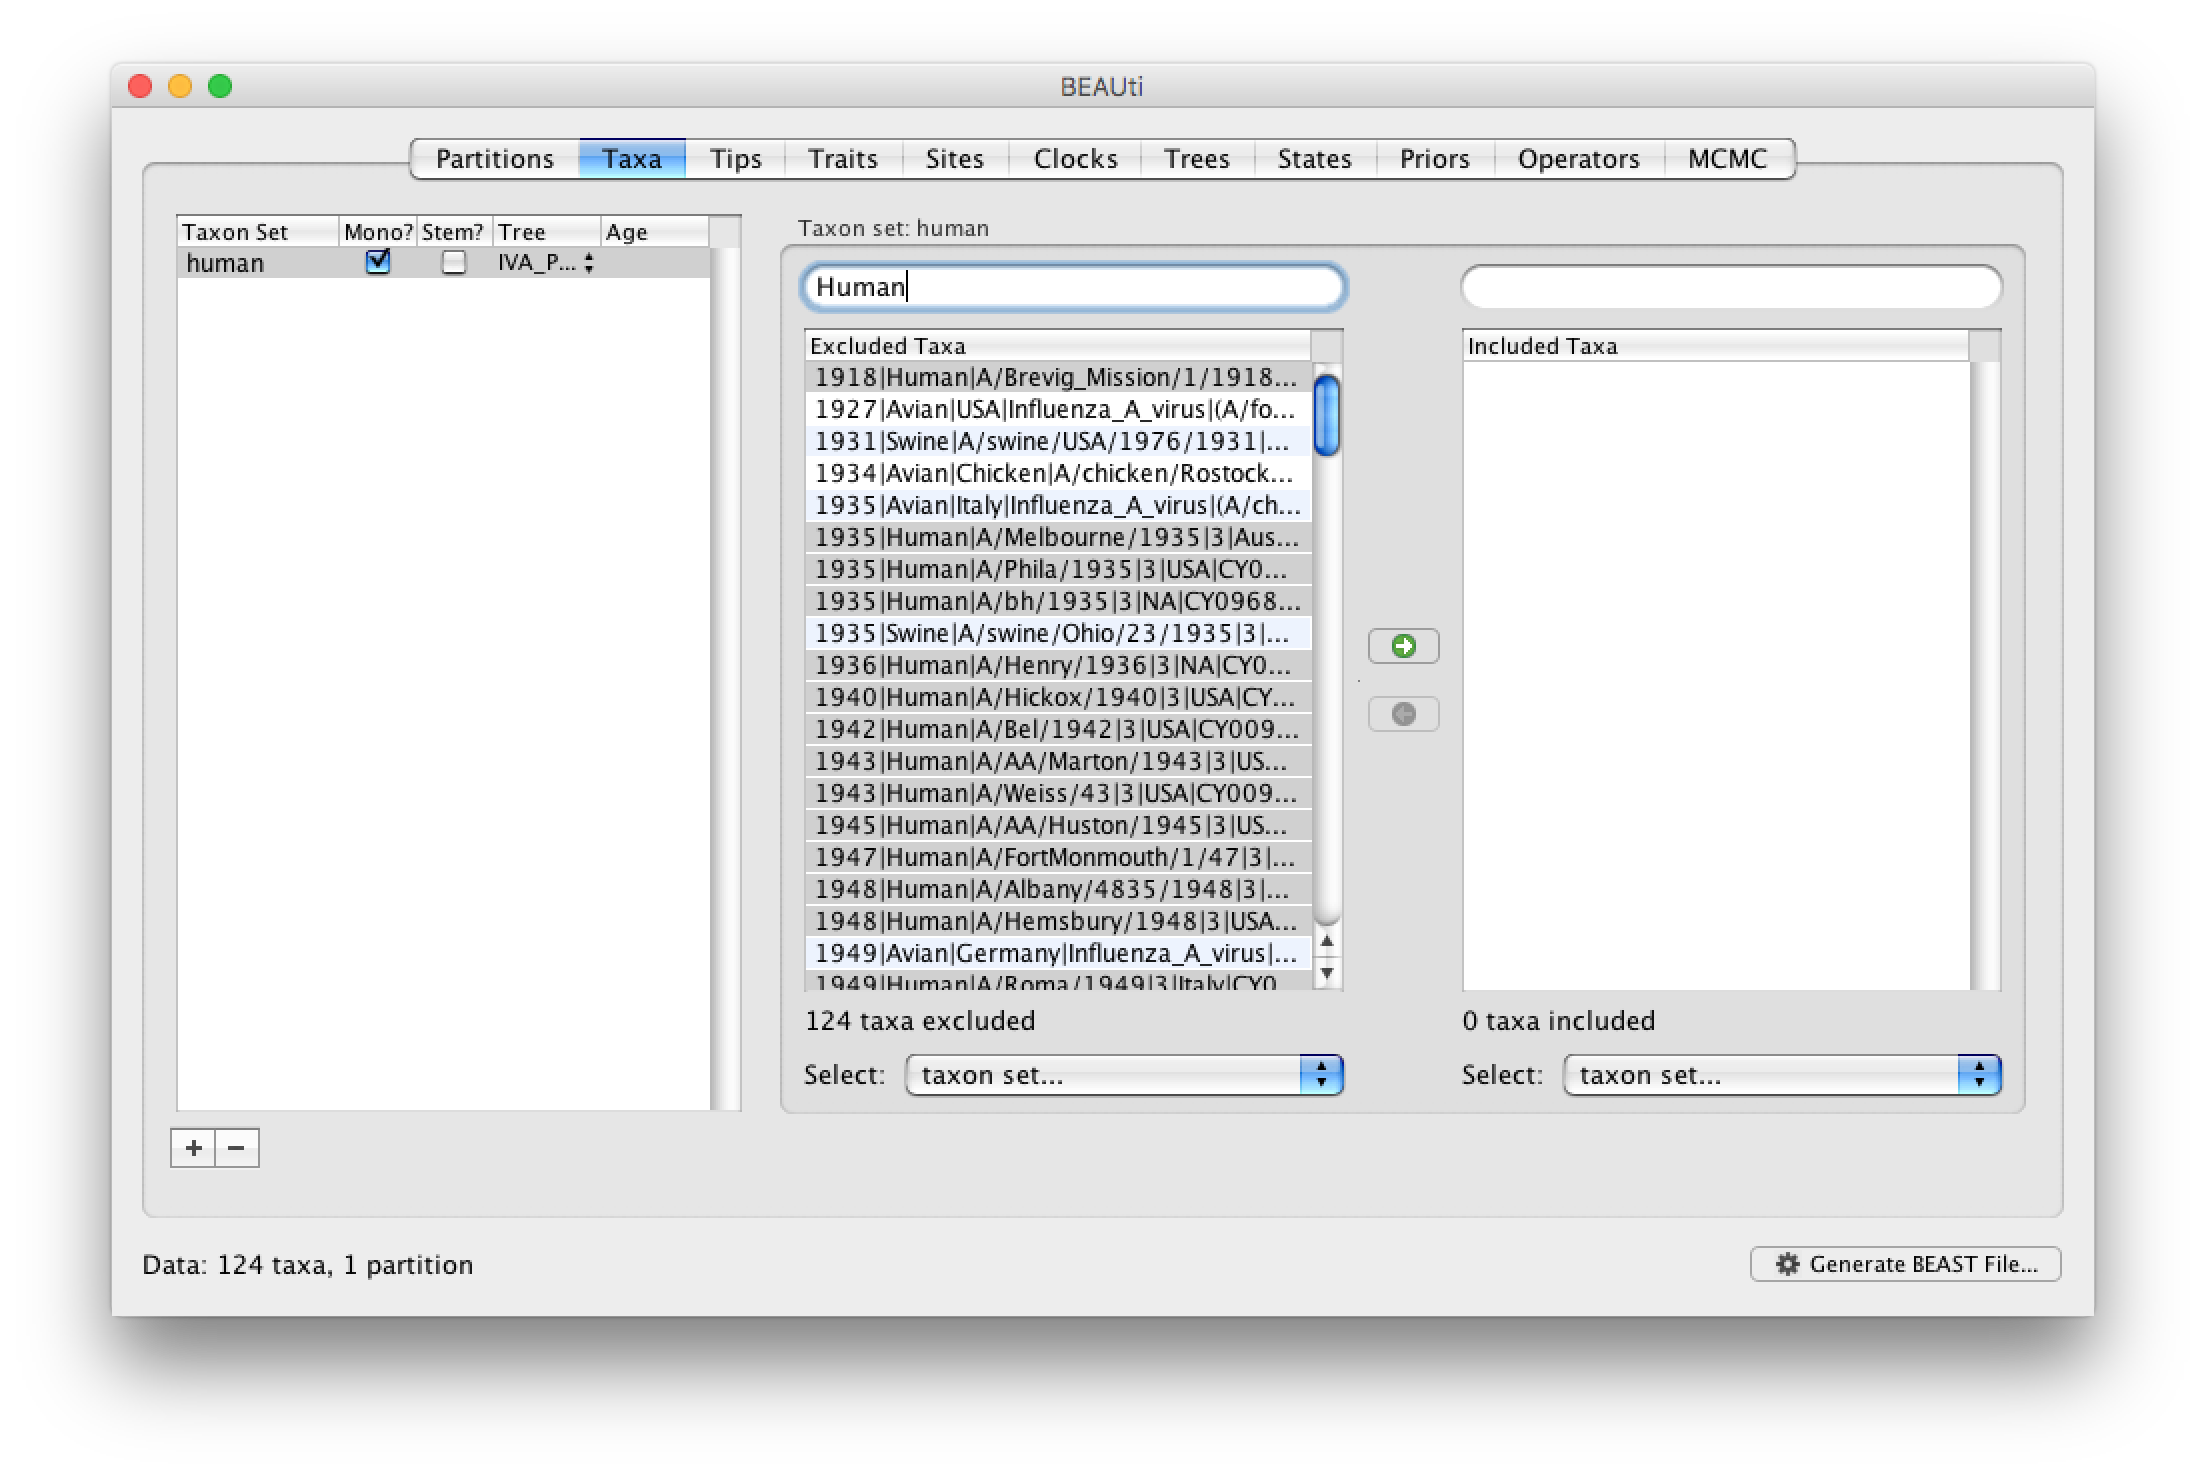 BEAUti
Partitions Taxa Tips Traits Sites Clocks Trees States Priors Operators MCMC
Taxon Set Mono? Stem? Tree Age
human IVA_P...
Taxon set: human
Human
Excluded Taxa
1918|Human|A/Brevig_Mission/1/1918...
1927|Avian|USA|Influenza_A_virus|(A/fo...
1931|Swine|A/swine/USA/1976/1931|...
1934|Avian|Chicken|A/chicken/Rostock...
1935|Avian|Italy|Influenza_A_virus|(A/ch...
1935|Human|A/Melbourne/1935|3|Aus...
1935|Human|A/Phila/1935|3|USA|CY0...
1935|Human|A/bh/1935|3|NA|CY0968...
1935|Swine|A/swine/Ohio/23/1935|3|...
1936|Human|A/Henry/1936|3|NA|CY0...
1940|Human|A/Hickox/1940|3|USA|CY...
1942|Human|A/Bel/1942|3|USA|CY009...
1943|Human|A/AA/Marton/1943|3|US...
1943|Human|A/Weiss/43|3|USA|CY009...
1945|Human|A/AA/Huston/1945|3|US...
1947|Human|A/FortMonmouth/1/47|3|...
1948|Human|A/Albany/4835/1948|3|...
1948|Human|A/Hemsbury/1948|3|USA...
1949|Avian|Germany|Influenza_A_virus|...
1949|Human|A/Roma/1949|3|Italy|CY0
124 taxa excluded
Select: taxon set...
Included Taxa
0 taxa included
Select: taxon set...
+ −
Data: 124 taxa, 1 partition
Generate BEAST File...